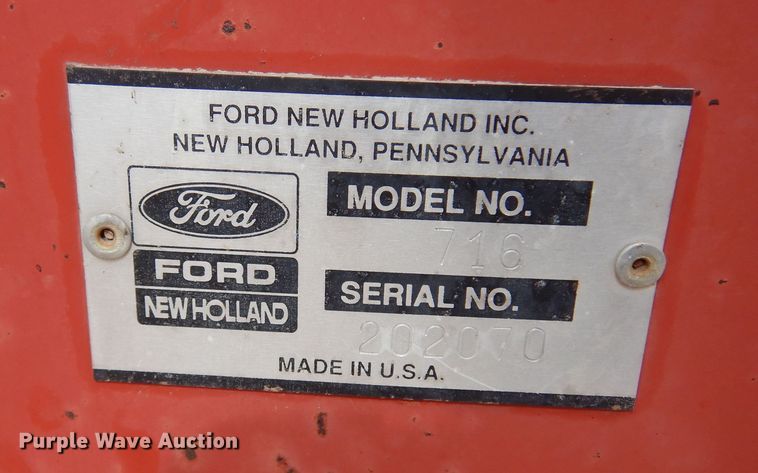 FORD NEW HOLLAND INC.
NEW HOLLAND, PENNSYLVANIA
Ford
FORD
NEW HOLLAND
MODEL NO.
716
SERIAL NO.
202070
MADE IN U.S.A.
Purple Wave Auction